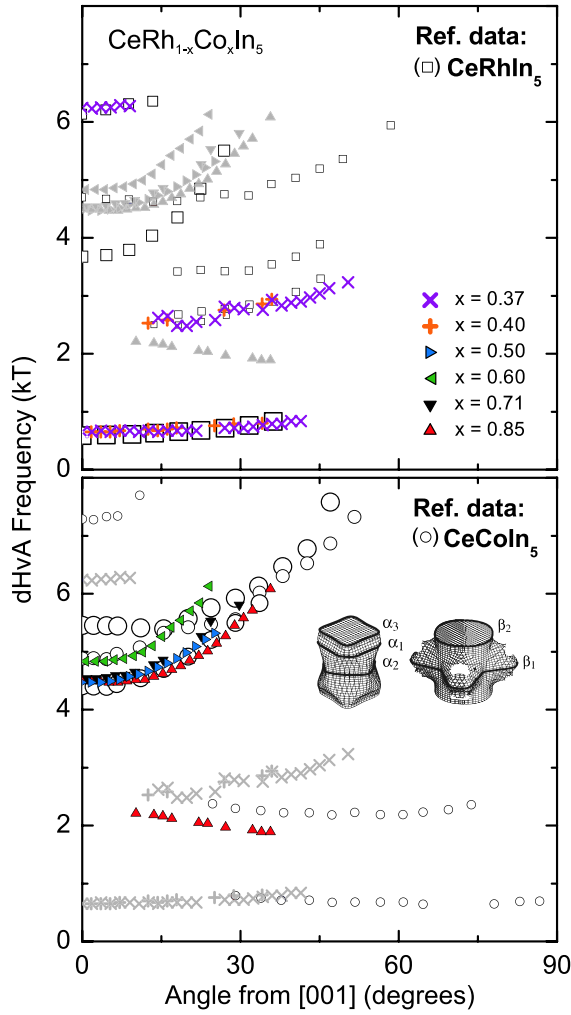 CeRh1-xCoxIn5
Ref. data:
(□) CeRhIn5
6
4
2
0
x = 0.37
x = 0.40
x = 0.50
x = 0.60
x = 0.71
x = 0.85
dHvA Frequency (kT)
Ref. data:
(○) CeCoIn5
6
4
2
0
α3
α1
α2
β2
β1
0
30
60
90
Angle from [001] (degrees)